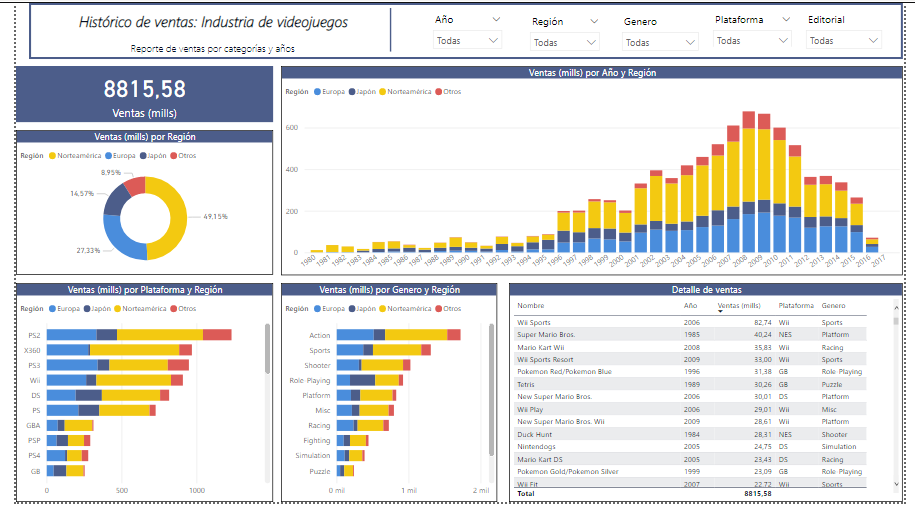 Histórico de ventas: Industria de videojuegos
Reporte de ventas por categorías y años
Año
Todas
Región
Todas
Genero
Todas
Plataforma
Todas
Editorial
Todas
8815,58
Ventas (mills)
Ventas (mills) por Región
Región Norteamérica Europa Japón Otros
8,95%
14,57%
49,15%
27,33%
Ventas (mills) por Año y Región
Región Europa Japón Norteamérica Otros
600
400
200
0
1980 1981 1982 1983 1984 1985 1986 1987 1988 1989 1990 1991 1992 1993 1994 1995 1996 1997 1998 1999 2000 2001 2002 2003 2004 2005 2006 2007 2008 2009 2010 2011 2012 2013 2014 2015 2016 2017
Ventas (mills) por Plataforma y Región
Región Europa Japón Norteamérica Otros
PS2
X360
PS3
Wii
DS
PS
GBA
PSP
PS4
GB
0 500 1000
Ventas (mills) por Genero y Región
Región Europa Japón Norteamérica Otros
Action
Sports
Shooter
Role-Playing
Platform
Misc
Racing
Fighting
Simulation
Puzzle
0 mil 1 mil 2 mil
Detalle de ventas
Nombre Año Ventas (mills) Plataforma Genero
Wii Sports 2006 82,74 Wii Sports
Super Mario Bros. 1985 40,24 NES Platform
Mario Kart Wii 2008 35,83 Wii Racing
Wii Sports Resort 2009 33,00 Wii Sports
Pokemon Red/Pokemon Blue 1996 31,38 GB Role-Playing
Tetris 1989 30,26 GB Puzzle
New Super Mario Bros. 2006 30,01 DS Platform
Wii Play 2006 29,01 Wii Misc
New Super Mario Bros. Wii 2009 28,61 Wii Platform
Duck Hunt 1984 28,31 NES Shooter
Nintendogs 2005 24,75 DS Simulation
Mario Kart DS 2005 23,43 DS Racing
Pokemon Gold/Pokemon Silver 1999 23,09 GB Role-Playing
Wii Fit 2007 22,72 Wii Sports
Total 8815,58